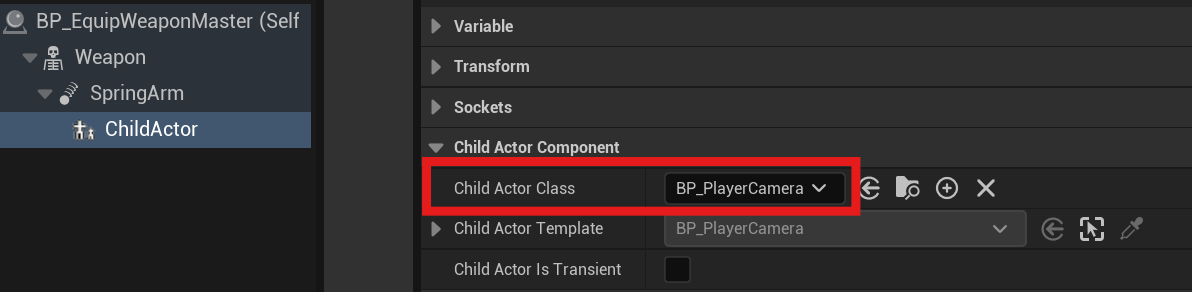 BP_EquipWeaponMaster (Self
Weapon
SpringArm
ChildActor
Variable
Transform
Sockets
Child Actor Component
Child Actor Class BP_PlayerCamera
Child Actor Template BP_PlayerCamera
Child Actor Is Transient